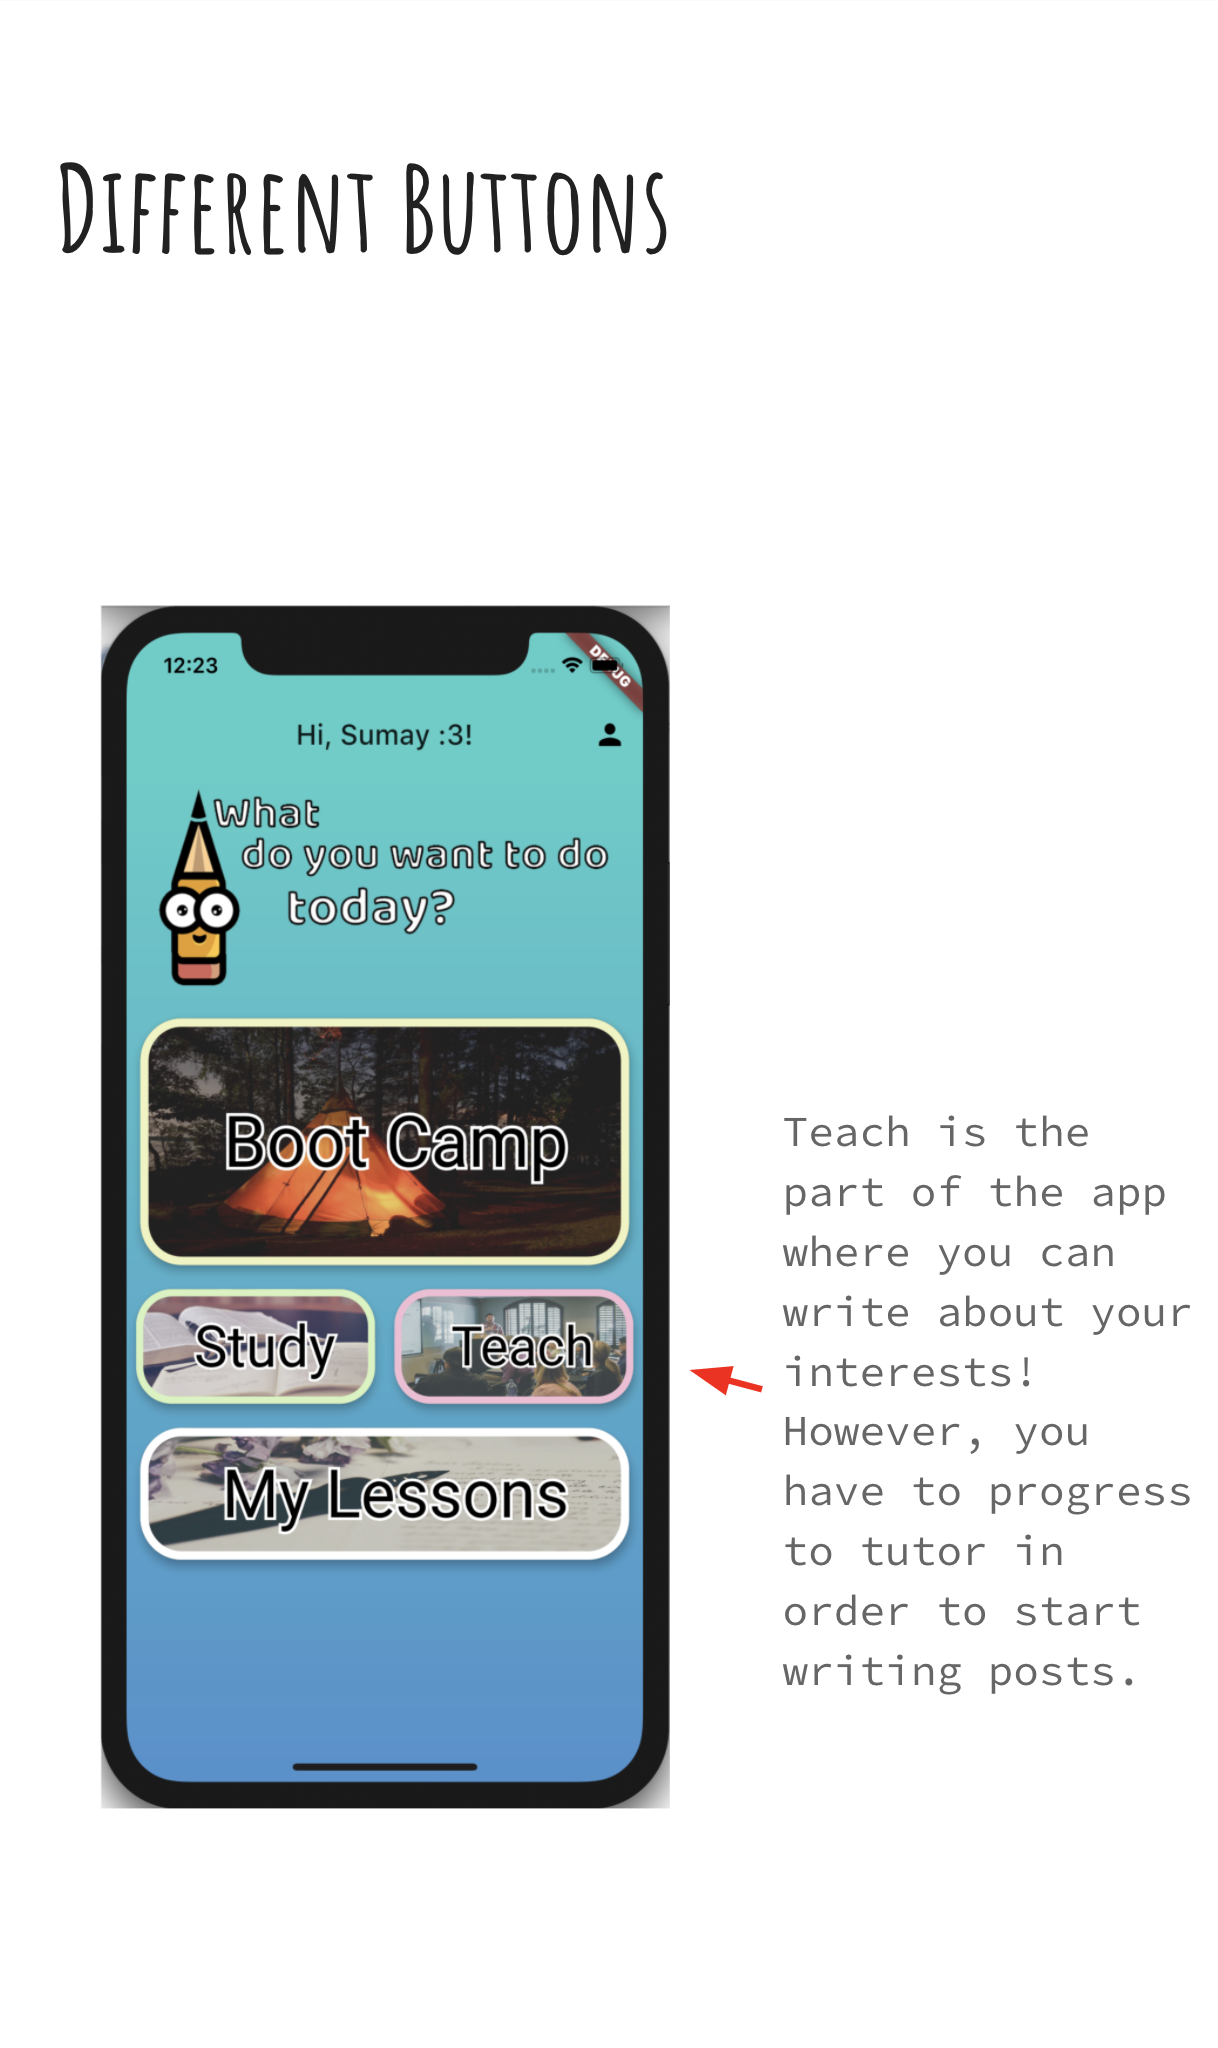 Different Buttons
12:23
Hi, Sumay :3!
What
do you want to do
today?
Boot Camp
Study
Teach
My Lessons
Teach is the
part of the app
where you can
write about your
interests!
However, you
have to progress
to tutor in
order to start
writing posts.